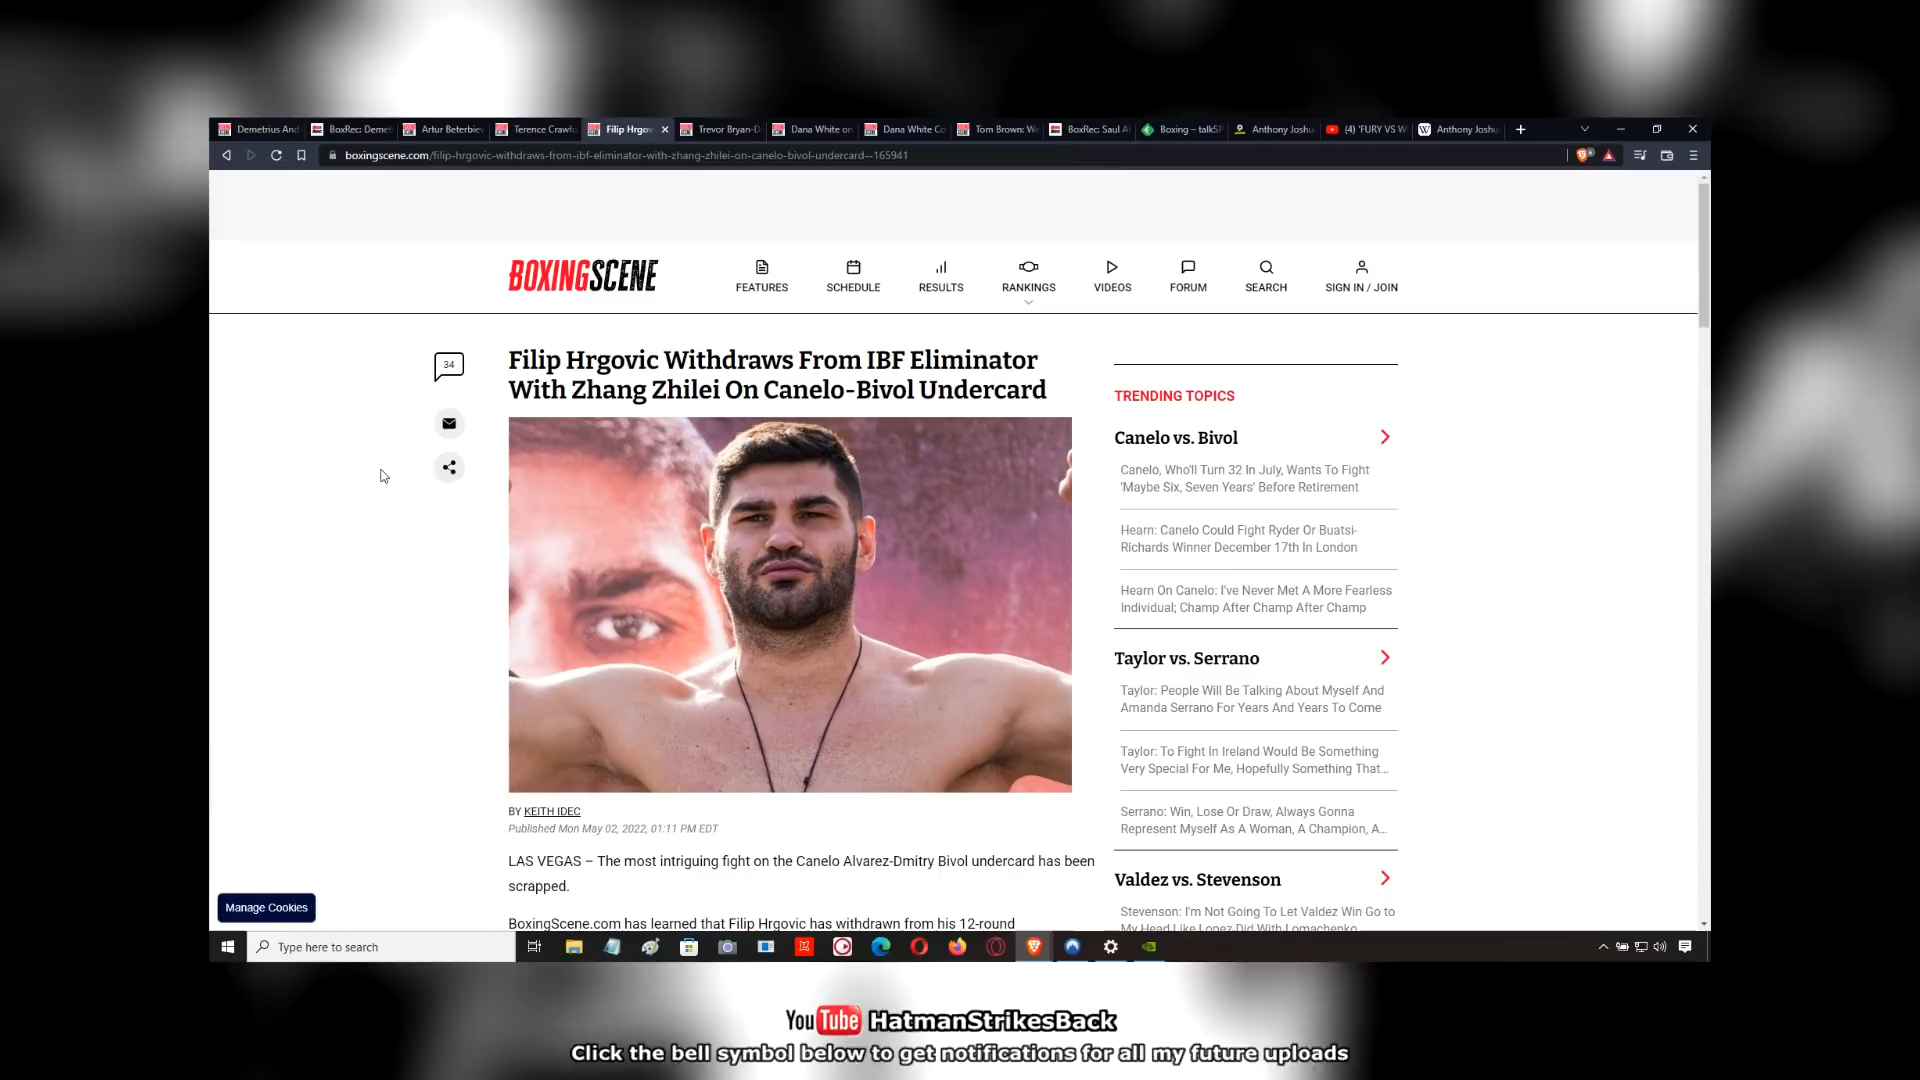 Demetrius And
BoxRec: Deme
Artur Beterbiev
Terence Crawfo
Filip Hrgov
Trevor Bryan-D
Dana White on
Dana White Co
Tom Brown: We
BoxRec: Saul A
Boxing – talkSP
Anthony Joshu
(4) 'FURY VS W
Anthony Joshu
boxingscene.com/filip-hrgovic-withdraws-from-ibf-eliminator-with-zhang-zhilei-on-canelo-bivol-undercard--165941
BOXINGSCENE
FEATURES
SCHEDULE
RESULTS
RANKINGS
VIDEOS
FORUM
SEARCH
SIGN IN / JOIN
34
Filip Hrgovic Withdraws From IBF Eliminator
With Zhang Zhilei On Canelo-Bivol Undercard
BY KEITH IDEC
Published Mon May 02, 2022, 01:11 PM EDT
LAS VEGAS – The most intriguing fight on the Canelo Alvarez-Dmitry Bivol undercard has been
scrapped.
BoxingScene.com has learned that Filip Hrgovic has withdrawn from his 12-round
TRENDING TOPICS
Canelo vs. Bivol
Canelo, Who'll Turn 32 In July, Wants To Fight
'Maybe Six, Seven Years' Before Retirement
Hearn: Canelo Could Fight Ryder Or Buatsi-
Richards Winner December 17th In London
Hearn On Canelo: I've Never Met A More Fearless
Individual; Champ After Champ After Champ
Taylor vs. Serrano
Taylor: People Will Be Talking About Myself And
Amanda Serrano For Years And Years To Come
Taylor: To Fight In Ireland Would Be Something
Very Special For Me, Hopefully Something That...
Serrano: Win, Lose Or Draw, Always Gonna
Represent Myself As A Woman, A Champion, A...
Valdez vs. Stevenson
Stevenson: I'm Not Going To Let Valdez Win Go to
My Head Like Lopez Did With Lomachenko
Manage Cookies
Type here to search
YouTube HatmanStrikesBack
Click the bell symbol below to get notifications for all my future uploads